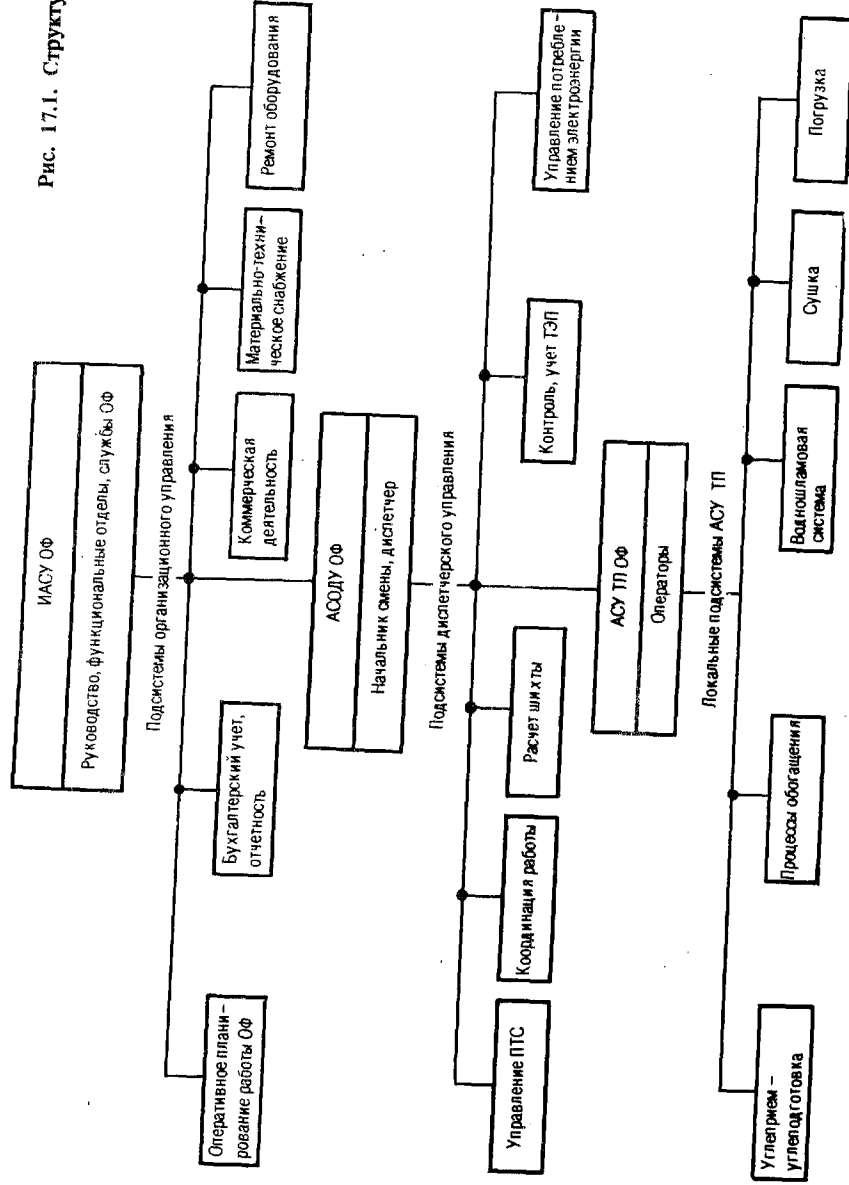 Рис. 17.1. Структу
ИАСУ ОФ
Руководство, функциональные отделы, службы ОФ
Подсистемы организационного управления
Оперативное плани-
рование работы ОФ
Бухгалтерский учет,
отчетность
Коммерческая
деятельность
Материально-техни-
ческое снабжение
Ремонт оборудования
АСОДУ ОФ
Начальник смены, диспетчер
Подсистемы диспетчерского управления
Управление ПТС
Координация работы
Расчет шихты
Контроль, учет ТЭП
Управление потребле-
нием электроэнергии
АСУ ТП ОФ
Операторы
Локальные подсистемы АСУ ТП
Углеприем -
углеподготовка
Процессы обогащения
Водношламовая
система
Сушка
Погрузка